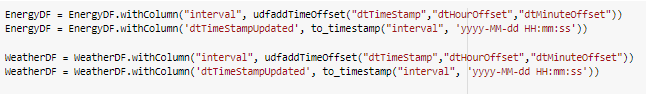 EnergyDF = EnergyDF.withColumn("interval", udfaddTimeOffset("dtTimeStamp","dtHourOffset","dtMinuteOffset"))
EnergyDF = EnergyDF.withColumn('dtTimeStampUpdated', to_timestamp("interval", 'yyyy-MM-dd HH:mm:ss'))
WeatherDF = WeatherDF.withColumn("interval", udfaddTimeOffset("dtTimeStamp","dtHourOffset","dtMinuteOffset"))
WeatherDF = WeatherDF.withColumn('dtTimeStampUpdated', to_timestamp("interval", 'yyyy-MM-dd HH:mm:ss'))